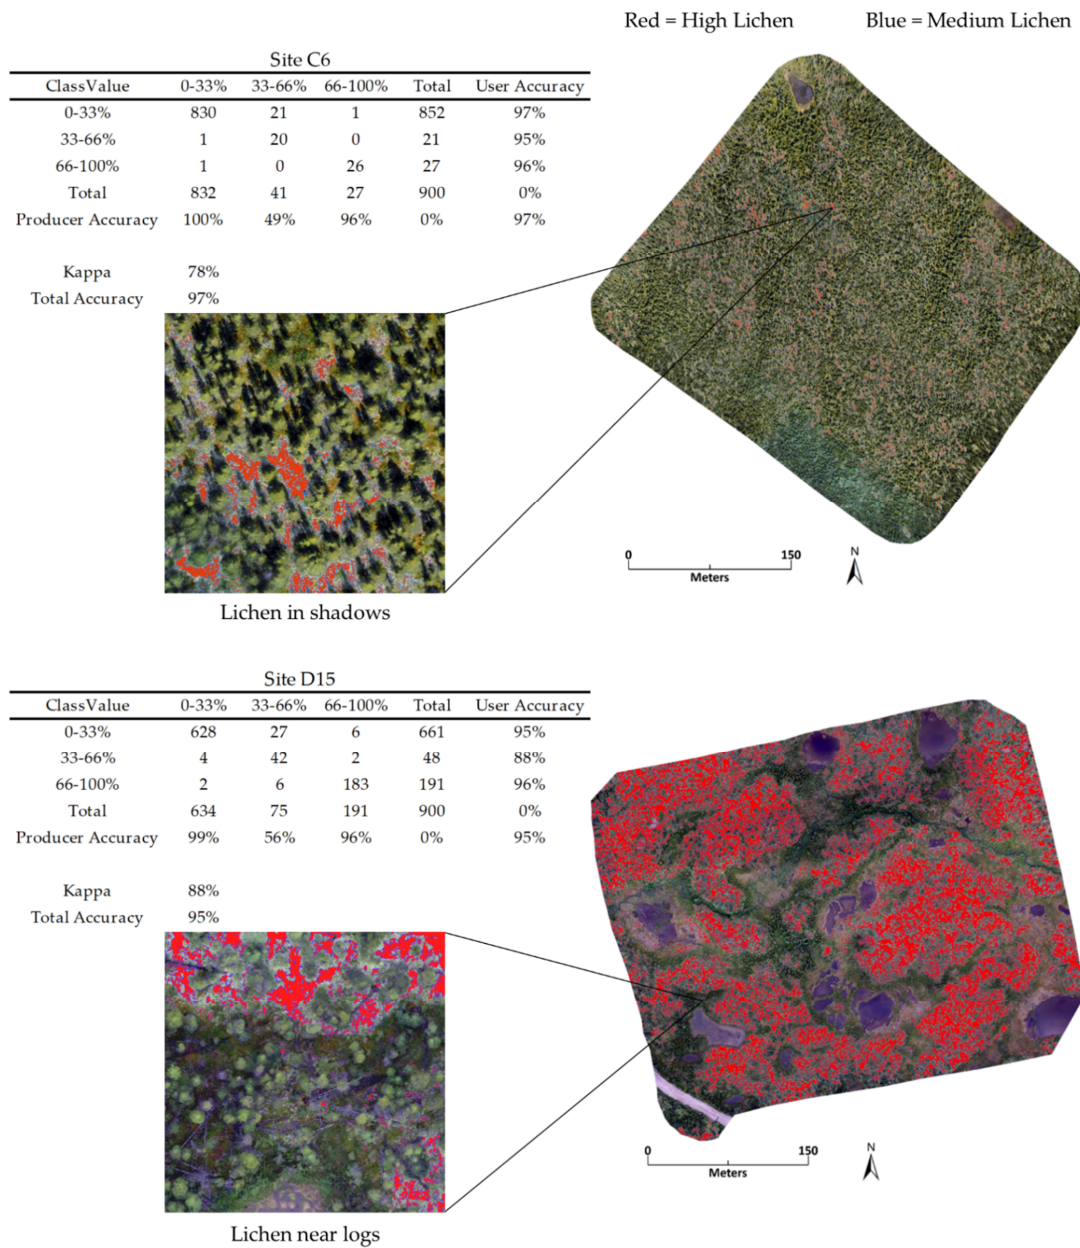 Red = High Lichen Blue = Medium Lichen
Site C6
ClassValue 0-33% 33-66% 66-100% Total User Accuracy
0-33% 830 21 1 852 97%
33-66% 1 20 0 21 95%
66-100% 1 0 26 27 96%
Total 832 41 27 900 0%
Producer Accuracy 100% 49% 96% 0% 97%
Kappa 78%
Total Accuracy 97%
0 150
Meters
N
Lichen in shadows
Site D15
ClassValue 0-33% 33-66% 66-100% Total User Accuracy
0-33% 628 27 6 661 95%
33-66% 4 42 2 48 88%
66-100% 2 6 183 191 96%
Total 634 75 191 900 0%
Producer Accuracy 99% 56% 96% 0% 95%
Kappa 88%
Total Accuracy 95%
0 150
Meters
N
Lichen near logs